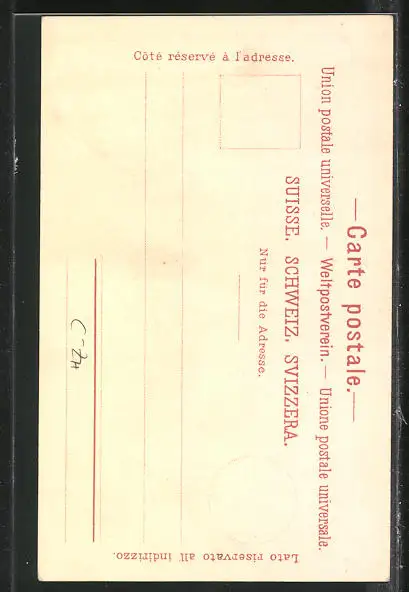 — Carte postale. —
Union postale universelle. — Weltpostverein. — Unione postale universale.
SUISSE. SCHWEIZ. SVIZZERA.
Nur für die Adresse.
Côté réservé à l'adresse.
Lato riservato all' indirizzo.
C-ZH